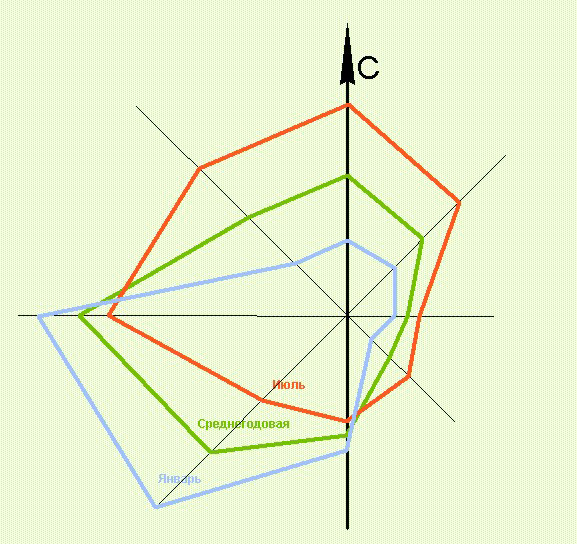 С
Июль
Среднегодовая
Январь